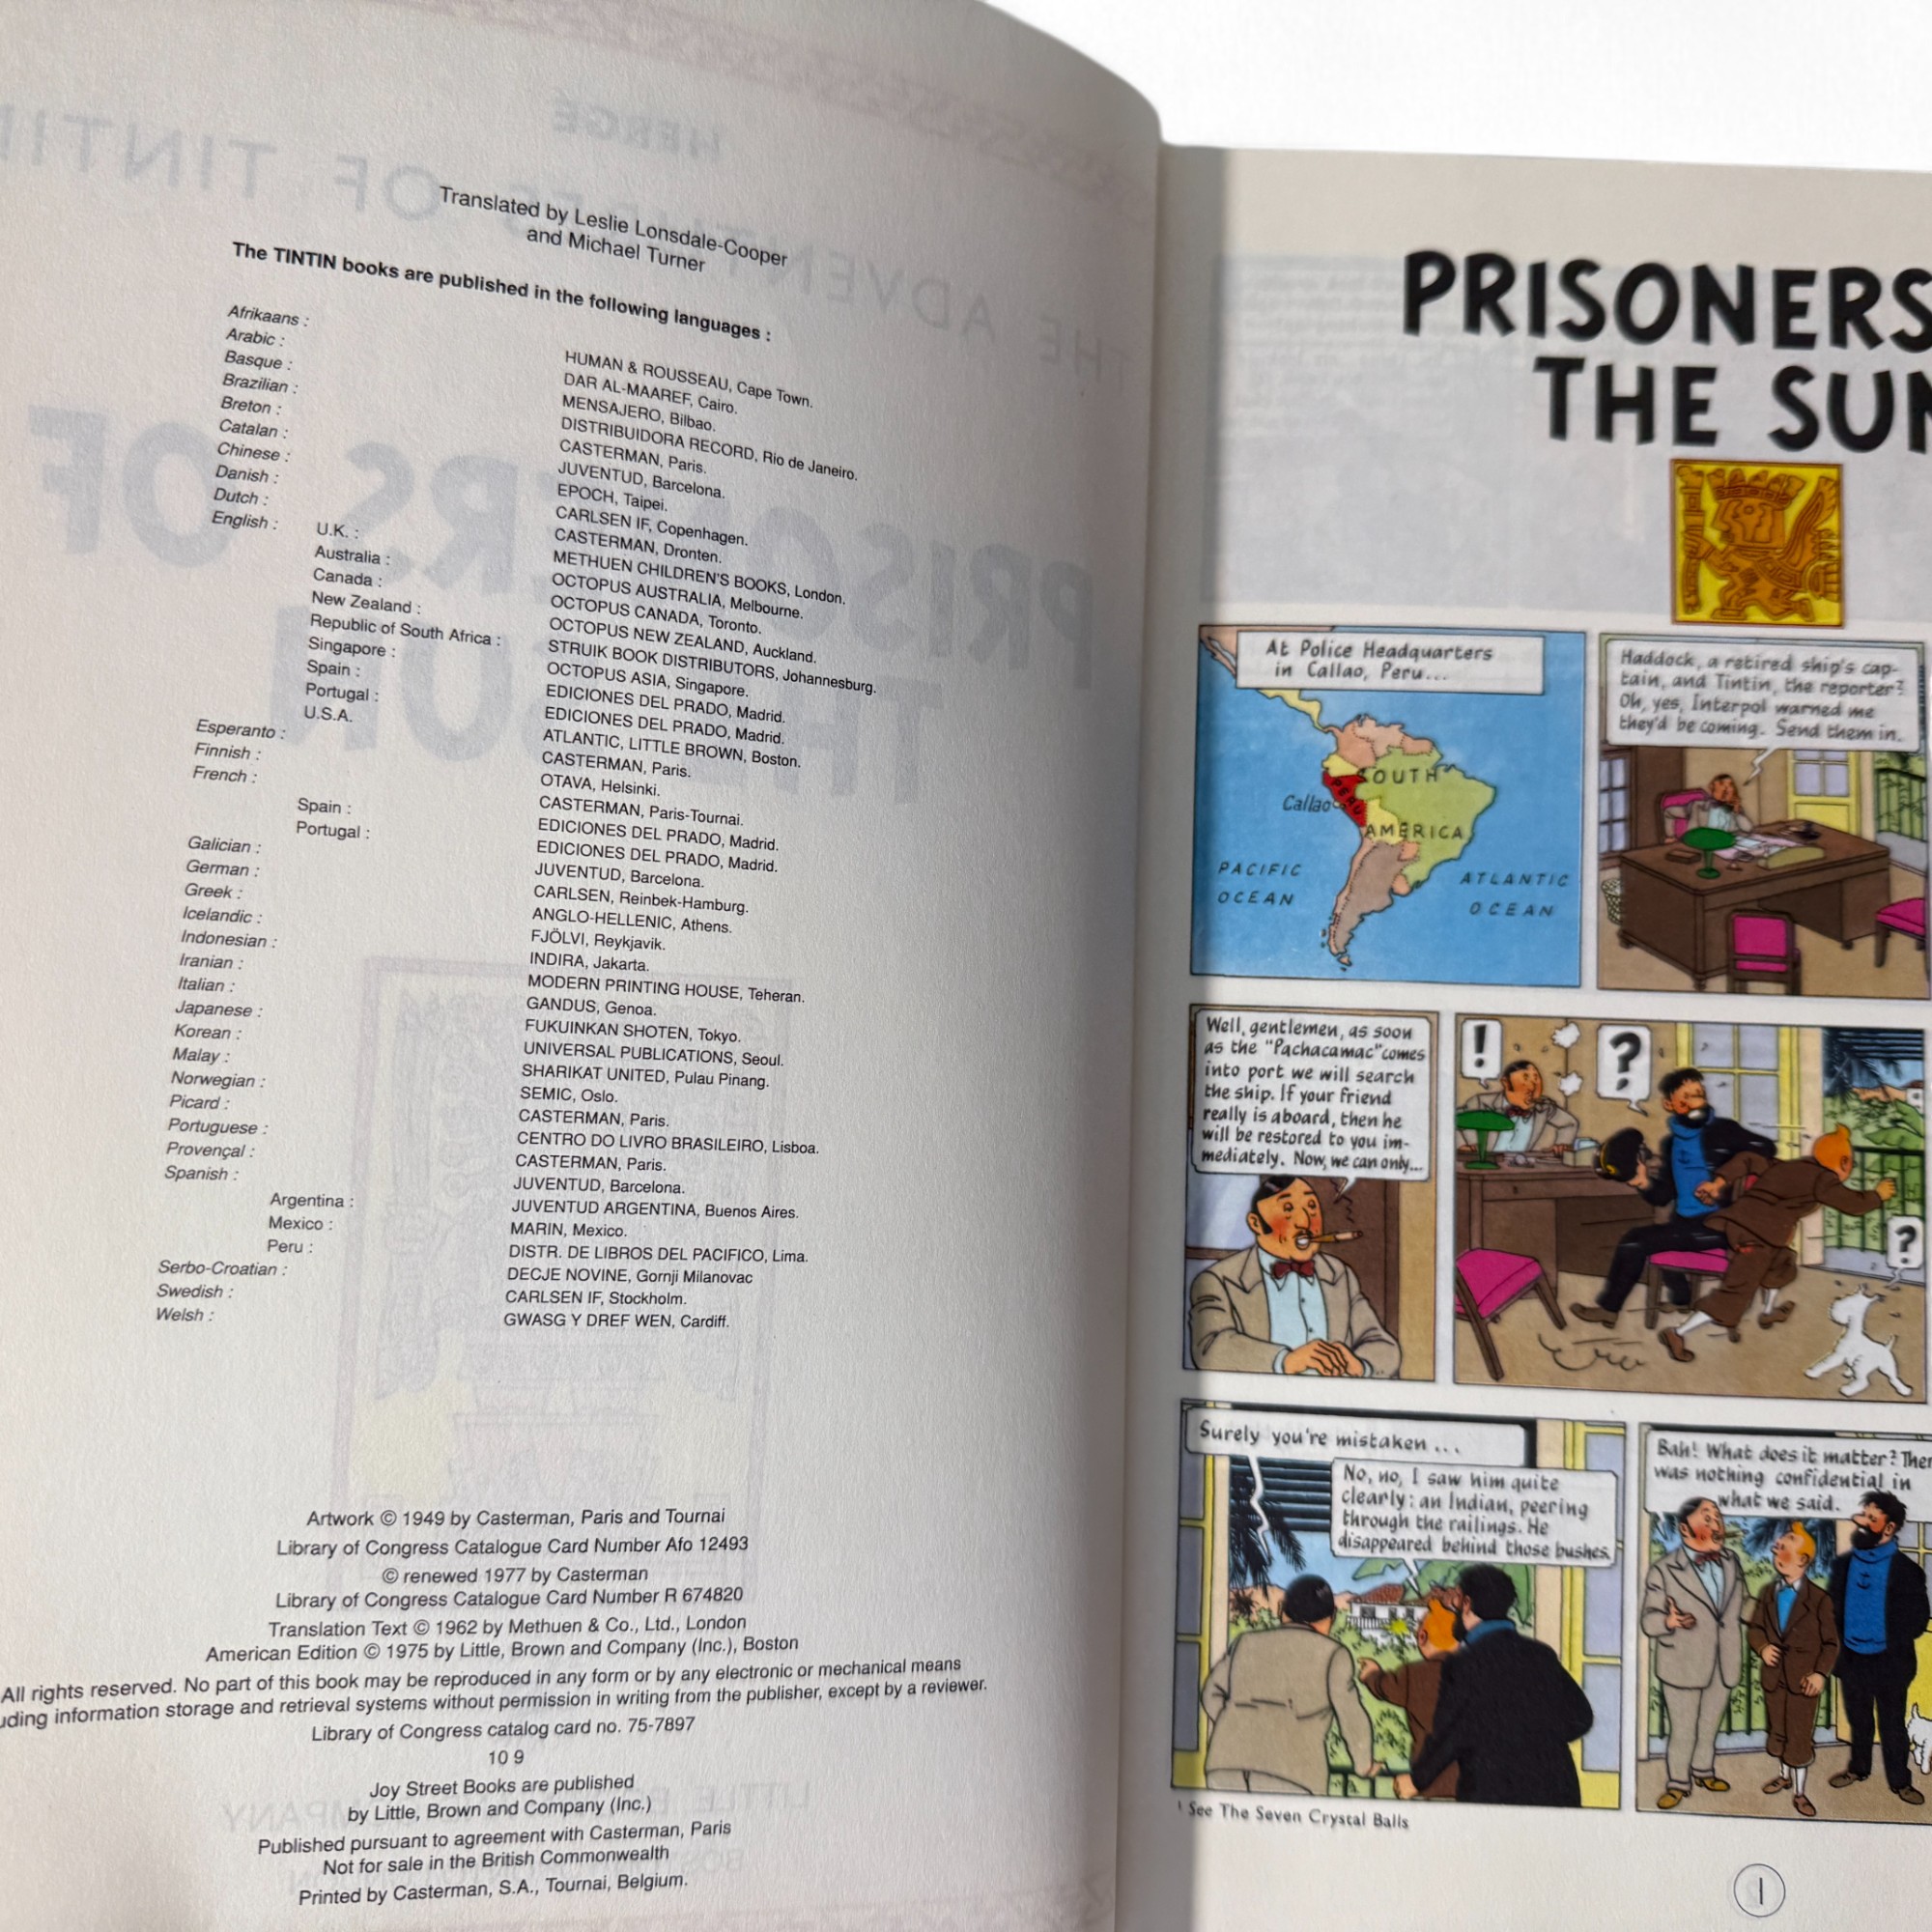 Translated by Leslie Lonsdale-Cooper
and Michael Turner
The TINTIN books are published in the following languages :
Afrikaans : HUMAN & ROUSSEAU, Cape Town.
Arabic : DAR AL-MAAREF, Cairo.
Basque : MENSAJERO, Bilbao.
Brazilian : DISTRIBUIDORA RECORD, Rio de Janeiro.
Breton : CASTERMAN, Paris.
Catalan : JUVENTUD, Barcelona.
Chinese : EPOCH, Taipei.
Danish : CARLSEN IF, Copenhagen.
Dutch : CASTERMAN, Dronten.
English : U.K. : METHUEN CHILDREN'S BOOKS, London.
Australia : OCTOPUS AUSTRALIA, Melbourne.
Canada : OCTOPUS CANADA, Toronto.
New Zealand : OCTOPUS NEW ZEALAND, Auckland.
Republic of South Africa : STRUIK BOOK DISTRIBUTORS, Johannesburg.
Singapore : OCTOPUS ASIA, Singapore.
Spain : EDICIONES DEL PRADO, Madrid.
Portugal : EDICIONES DEL PRADO, Madrid.
U.S.A. ATLANTIC, LITTLE BROWN, Boston.
Esperanto : CASTERMAN, Paris.
Finnish : OTAVA, Helsinki.
French : CASTERMAN, Paris-Tournai.
Spain : EDICIONES DEL PRADO, Madrid.
Portugal : EDICIONES DEL PRADO, Madrid.
Galician : JUVENTUD, Barcelona.
German : CARLSEN, Reinbek-Hamburg.
Greek : ANGLO-HELLENIC, Athens.
Icelandic : FJÖLVI, Reykjavik.
Indonesian : INDIRA, Jakarta.
Iranian : MODERN PRINTING HOUSE, Teheran.
Italian : GANDUS, Genoa.
Japanese : FUKUINKAN SHOTEN, Tokyo.
Korean : UNIVERSAL PUBLICATIONS, Seoul.
Malay : SHARIKAT UNITED, Pulau Pinang.
Norwegian : SEMIC, Oslo.
Picard : CASTERMAN, Paris.
Portuguese : CENTRO DO LIVRO BRASILEIRO, Lisboa.
Provençal : CASTERMAN, Paris.
Spanish : JUVENTUD, Barcelona.
Argentina : JUVENTUD ARGENTINA, Buenos Aires.
Mexico : MARIN, Mexico.
Peru : DISTR. DE LIBROS DEL PACIFICO, Lima.
Serbo-Croatian : DECJE NOVINE, Gornji Milanovac
Swedish : CARLSEN IF, Stockholm.
Welsh : GWASG Y DREF WEN, Cardiff.
Artwork © 1949 by Casterman, Paris and Tournai
Library of Congress Catalogue Card Number Afo 12493
© renewed 1977 by Casterman
Library of Congress Catalogue Card Number R 674820
Translation Text © 1962 by Methuen & Co., Ltd., London
American Edition © 1975 by Little, Brown and Company (Inc.), Boston
All rights reserved. No part of this book may be reproduced in any form or by any electronic or mechanical means
uding information storage and retrieval systems without permission in writing from the publisher, except by a reviewer.
Library of Congress catalog card no. 75-7897
10 9
Joy Street Books are published
by Little, Brown and Company (Inc.)
Published pursuant to agreement with Casterman, Paris
Not for sale in the British Commonwealth
Printed by Casterman, S.A., Tournai, Belgium.
PRISONERS
THE SUN
At Police Headquarters
in Callao, Peru...
SOUTH
PERU
Callao
AMERICA
PACIFIC
OCEAN
ATLANTIC
OCEAN
Haddock, a retired ship's cap-
tain, and Tintin, the reporter?
Oh, yes, Interpol warned me
they'd be coming. Send them in.
Well, gentlemen, as soon
as the "Pachacamac" comes
into port we will search
the ship. If your friend
really is aboard, then he
will be restored to you im-
mediately. Now, we can only...
!
?
?
Surely you're mistaken ...
No, no, I saw him quite
clearly: an Indian, peering
through the railings. He
disappeared behind those bushes.
Bah! What does it matter? Ther
was nothing confidential in
what we said.
¹ See The Seven Crystal Balls
1